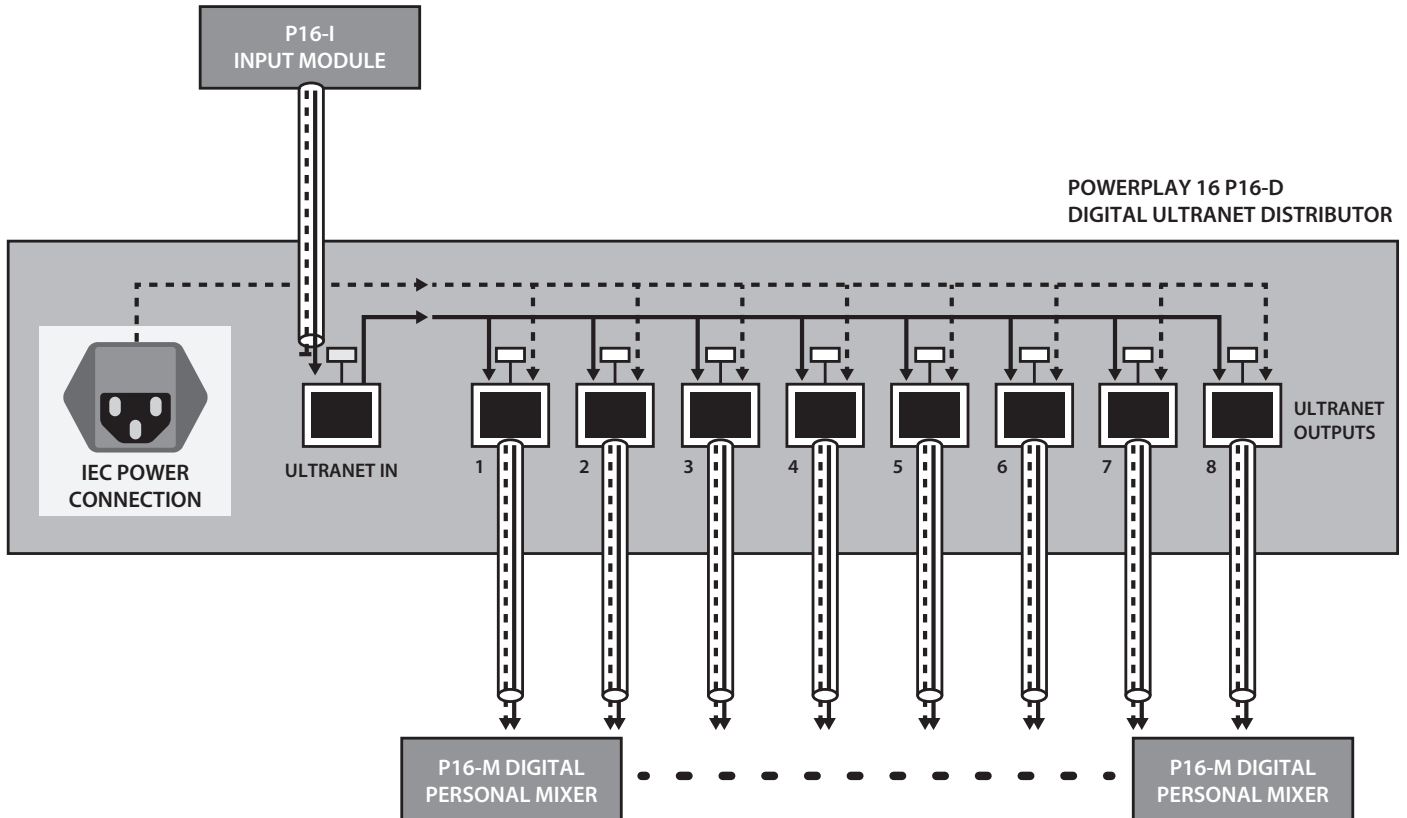 P16-I
INPUT MODULE
POWERPLAY 16 P16-D
DIGITAL ULTRANET DISTRIBUTOR
IEC POWER
CONNECTION
ULTRANET IN
1
2
3
4
5
6
7
8
ULTRANET
OUTPUTS
P16-M DIGITAL
PERSONAL MIXER
P16-M DIGITAL
PERSONAL MIXER